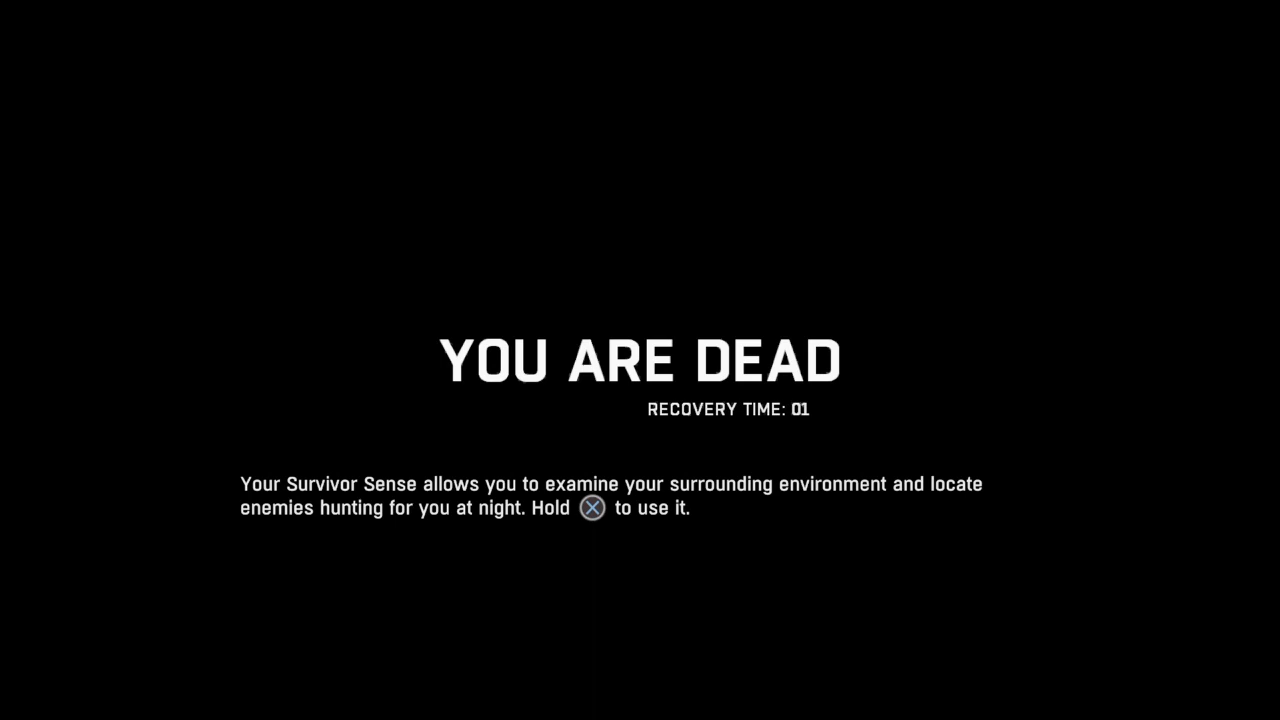 YOU ARE DEAD
RECOVERY TIME: 01
Your Survivor Sense allows you to examine your surrounding environment and locate
enemies hunting for you at night. Hold to use it.